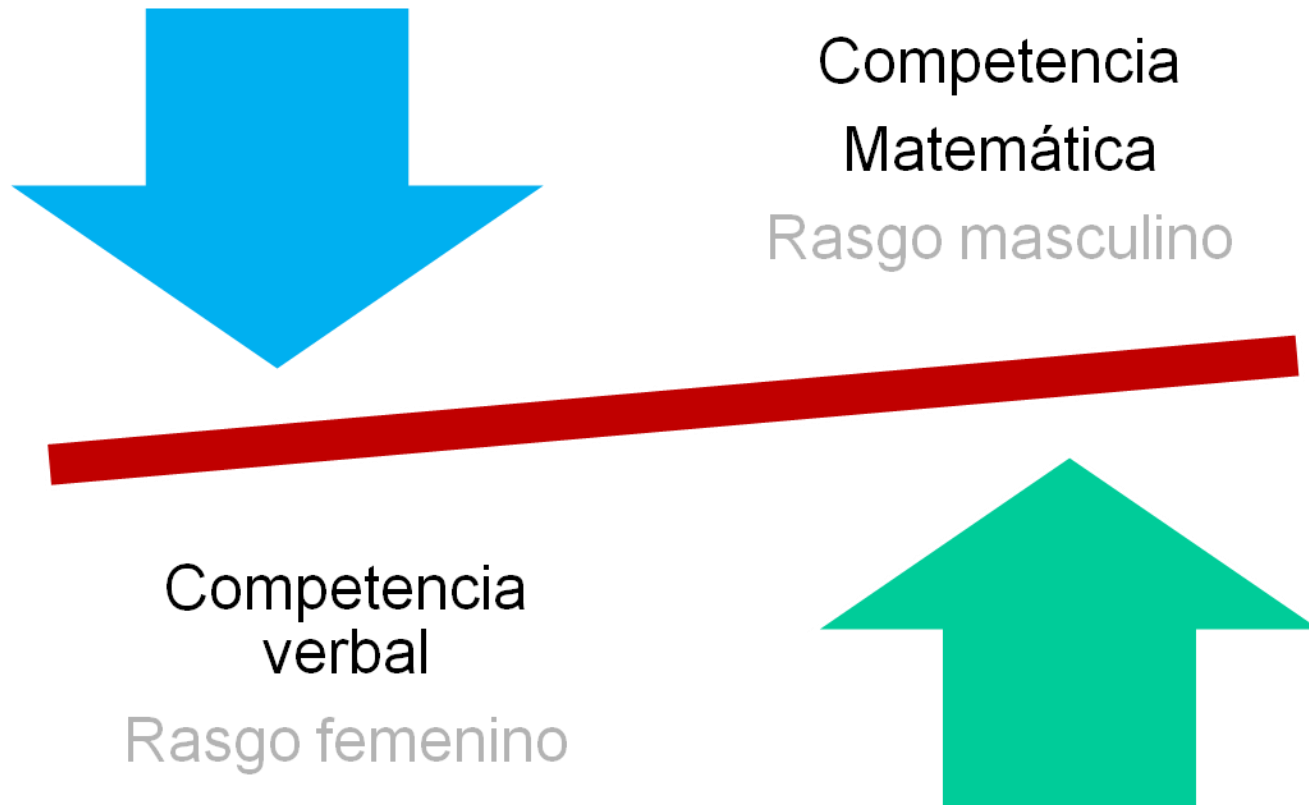 Competencia
Matemática
Rasgo masculino
Competencia
verbal
Rasgo femenino